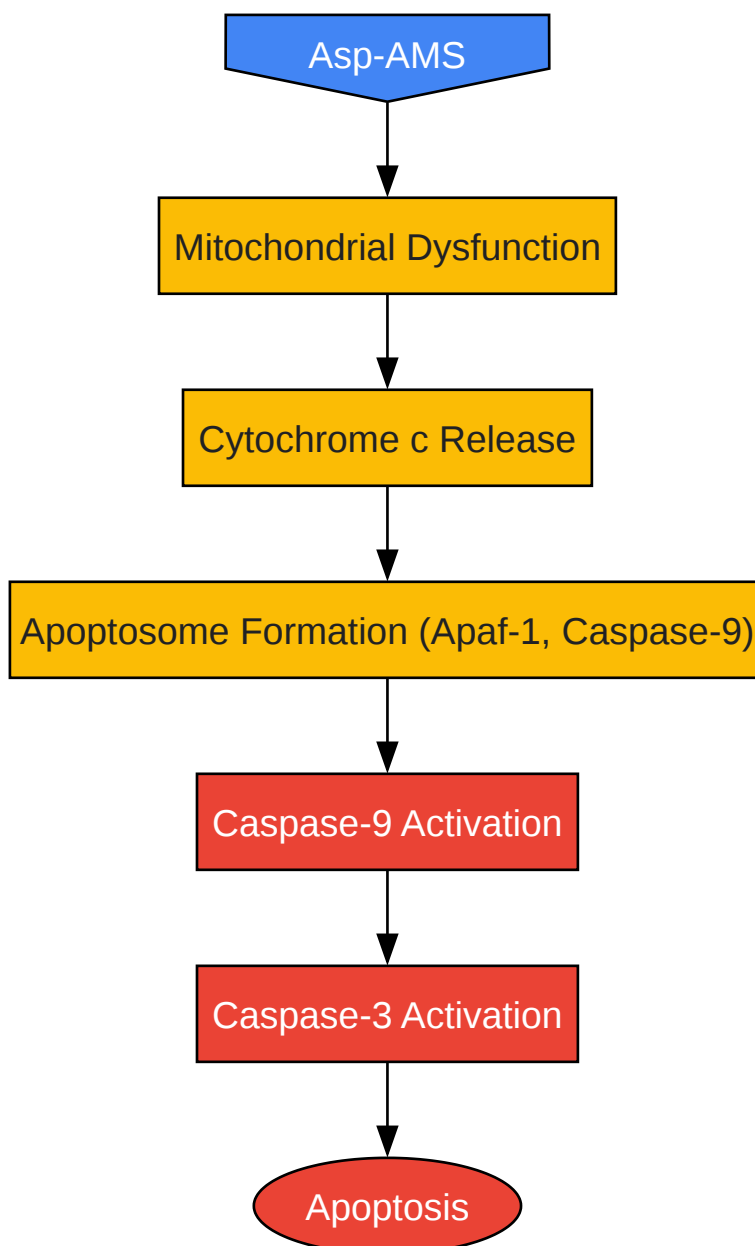 Asp-AMS
Mitochondrial Dysfunction
Cytochrome c Release
Apoptosome Formation (Apaf-1, Caspase-9)
Caspase-9 Activation
Caspase-3 Activation
Apoptosis